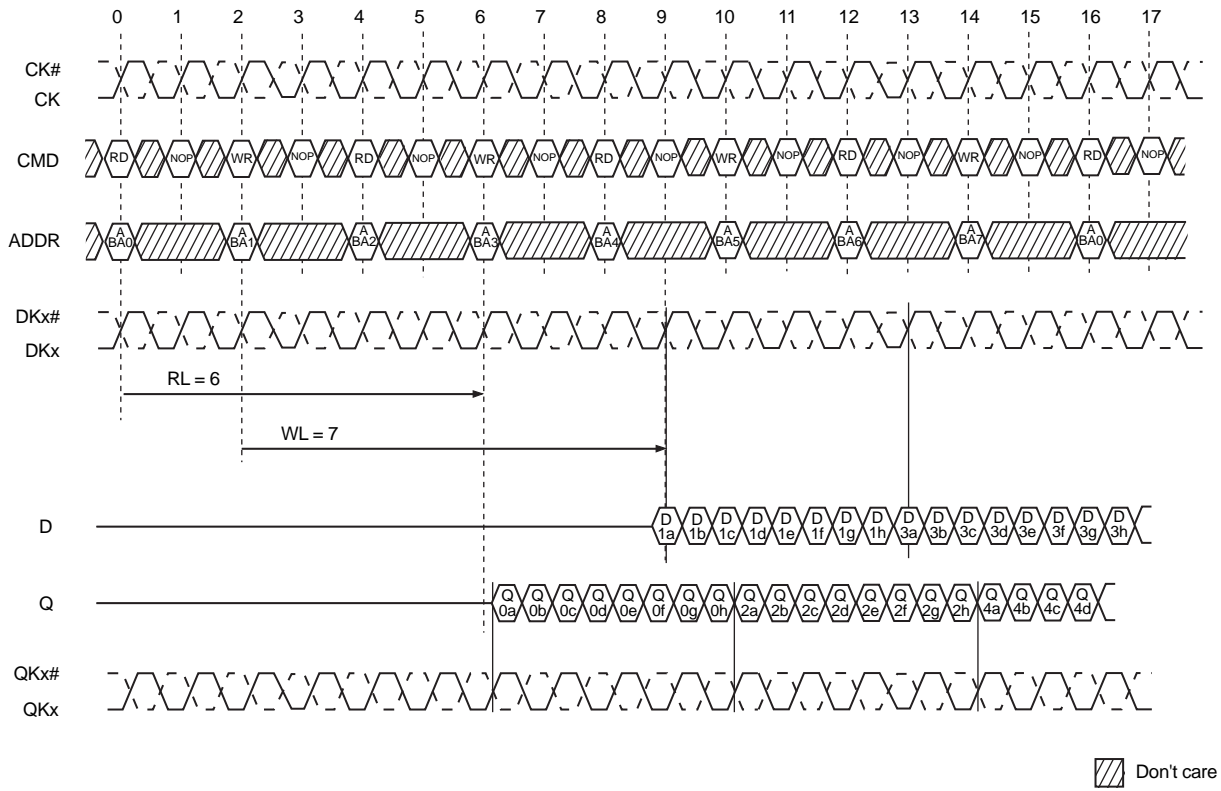 0 1 2 3 4 5 6 7 8 9 10 11 12 13 14 15 16 17
CK#
CK
CMD RD NOP WR NOP RD NOP WR NOP RD NOP WR NOP RD NOP WR NOP RD NOP
ADDR A BA0 A BA1 A BA2 A BA3 A BA4 A BA5 A BA6 A BA7 A BA0
DKx#
DKx
RL = 6
WL = 7
D D 1a D 1b D 1c D 1d D 1e D 1f D 1g D 1h D 3a D 3b D 3c D 3d D 3e D 3f D 3g D 3h
Q Q 0a Q 0b Q 0c Q 0d Q 0e Q 0f Q 0g Q 0h Q 2a Q 2b Q 2c Q 2d Q 2e Q 2f Q 2g Q 2h Q 4a Q 4b Q 4c Q 4d
QKx#
QKx
Don't care